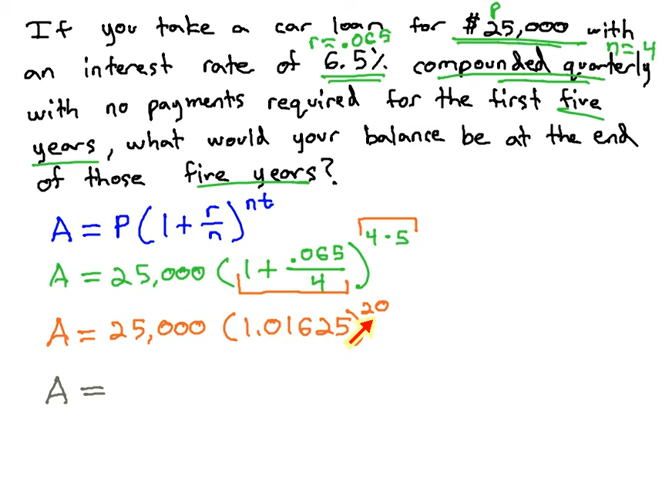 If you take a car loan for $25,000 with
P
r=.065
n=4
an interest rate of 6.5% compounded quarterly
with no payments required for the first five
years, what would your balance be at the end
of those five years?
A = P(1 + r/n)^nt
A = 25,000 (1 + .065/4)^4·5
A = 25,000 (1.01625)^20
A =